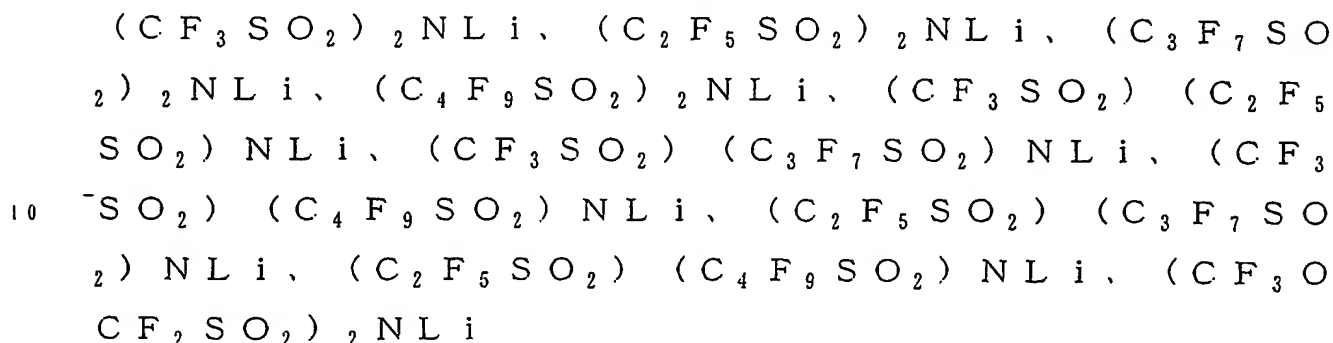 (CF₃SO₂)₂NLi、(C₂F₅SO₂)₂NLi、(C₃F₇SO
₂)₂NLi、(C₄F₉SO₂)₂NLi、(CF₃SO₂)(C₂F₅
SO₂)NLi、(CF₃SO₂)(C₃F₇SO₂)NLi、(CF₃
10 ⁻SO₂)(C₄F₉SO₂)NLi、(C₂F₅SO₂)(C₃F₇SO
₂)NLi、(C₂F₅SO₂)(C₄F₉SO₂)NLi、(CF₃O
CF₂SO₂)₂NLi